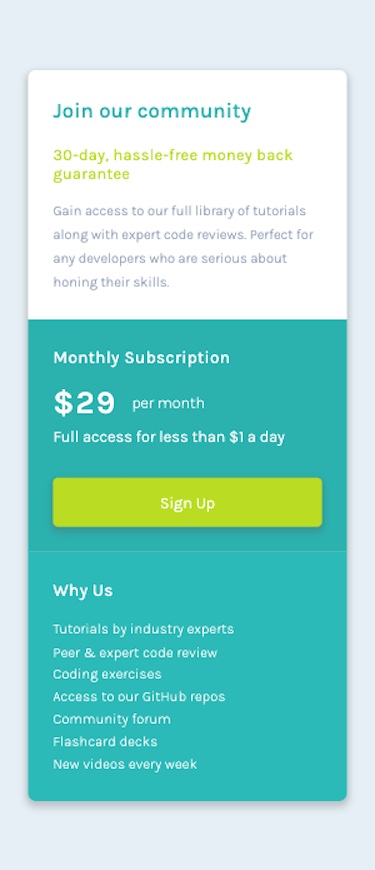 Join our community
30-day, hassle-free money back
guarantee
Gain access to our full library of tutorials
along with expert code reviews. Perfect for
any developers who are serious about
honing their skills.
Monthly Subscription
$29 per month
Full access for less than $1 a day
Sign Up
Why Us
Tutorials by industry experts
Peer & expert code review
Coding exercises
Access to our GitHub repos
Community forum
Flashcard decks
New videos every week